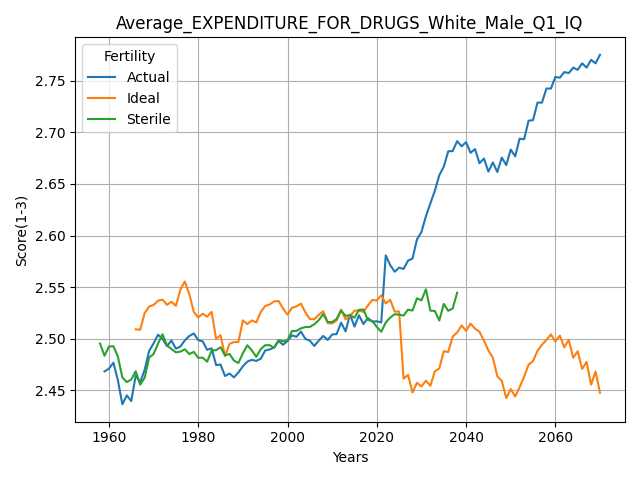 Average_EXPENDITURE_FOR_DRUGS_White_Male_Q1_IQ
Fertility
Actual
Ideal
Sterile
Score(1-3)
2.75
2.70
2.65
2.60
2.55
2.50
2.45
1960 1980 2000 2020 2040 2060
Years